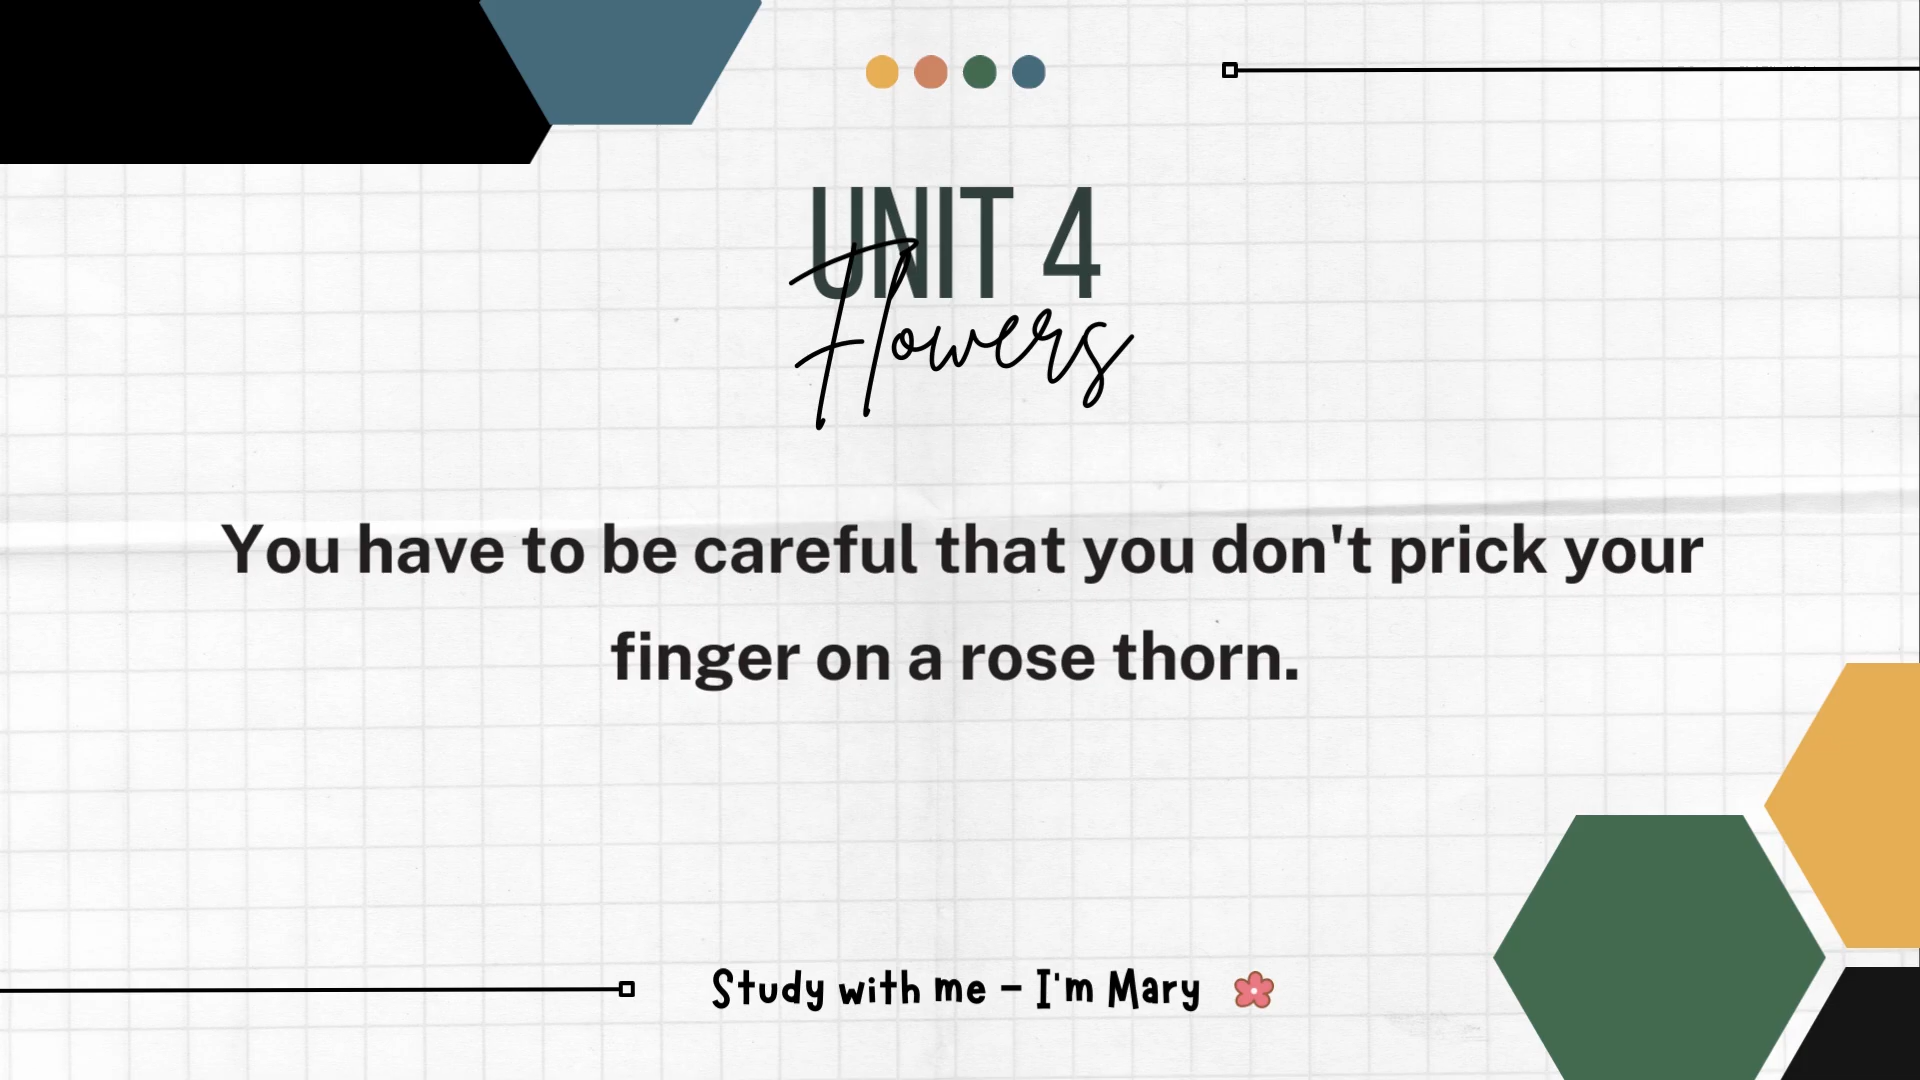 UNIT 4
Flowers
You have to be careful that you don't prick your
finger on a rose thorn.
Study with me - I'm Mary